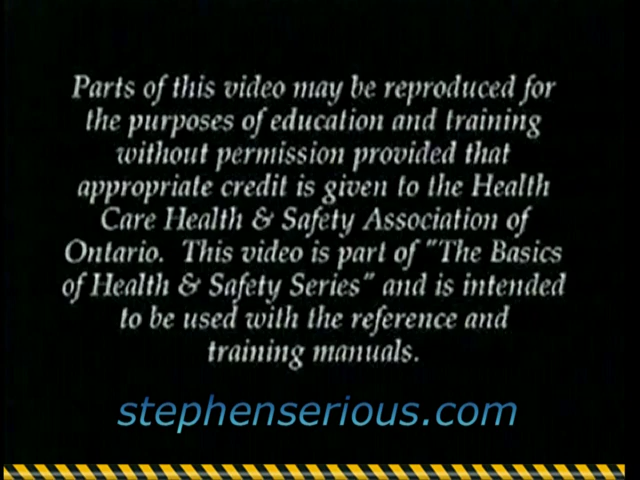 Parts of this video may be reproduced for
the purposes of education and training
without permission provided that
appropriate credit is given to the Health
Care Health & Safety Association of
Ontario.  This video is part of "The Basics
of Health & Safety Series" and is intended
to be used with the reference and
training manuals.
stephenserious.com